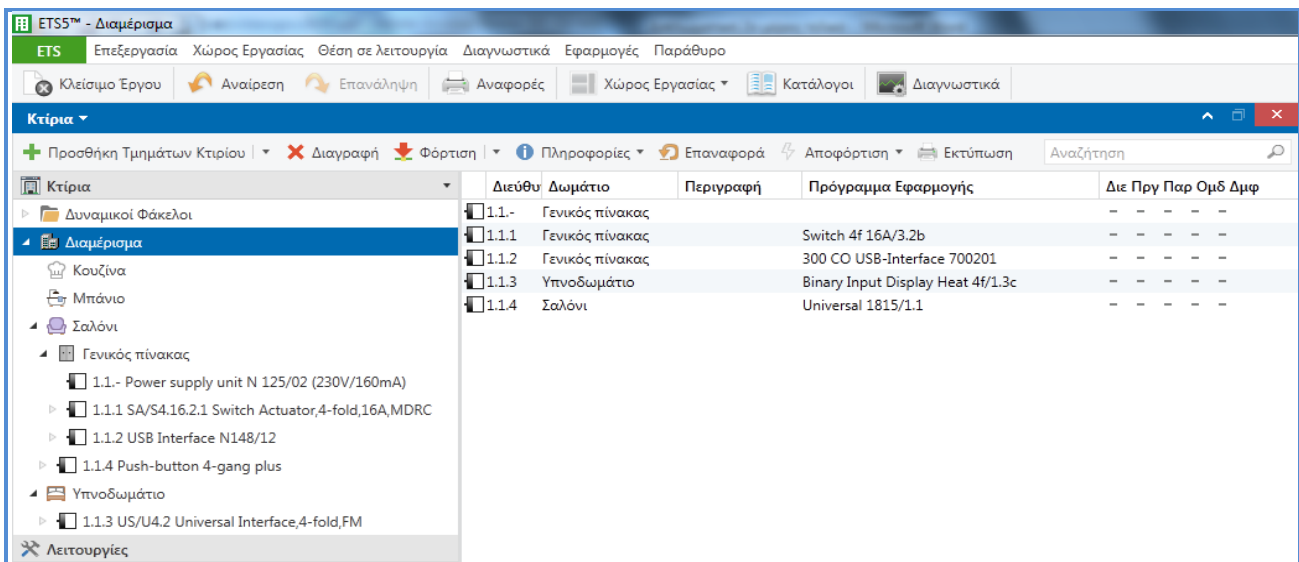 ETS5™ - Διαμέρισμα
ETS Επεξεργασία Χώρος Εργασίας Θέση σε λειτουργία Διαγνωστικά Εφαρμογές Παράθυρο
Κλείσιμο Έργου Αναίρεση Επανάληψη Αναφορές Χώρος Εργασίας Κατάλογοι Διαγνωστικά
Κτίρια
Προσθήκη Τμημάτων Κτιρίου Διαγραφή Φόρτιση Πληροφορίες Επαναφορά Αποφόρτιση Εκτύπωση Αναζήτηση
Κτίρια
Δυναμικοί Φάκελοι
Διαμέρισμα
Κουζίνα
Μπάνιο
Σαλόνι
Γενικός πίνακας
1.1.- Power supply unit N 125/02 (230V/160mA)
1.1.1 SA/S4.16.2.1 Switch Actuator,4-fold,16A,MDRC
1.1.2 USB Interface N148/12
1.1.4 Push-button 4-gang plus
Υπνοδωμάτιο
1.1.3 US/U4.2 Universal Interface,4-fold,FM
Λειτουργίες
Διεύθυ Δωμάτιο Περιγραφή Πρόγραμμα Εφαρμογής Διε Πργ Παρ Ομδ Δμφ
1.1.- Γενικός πίνακας – – – – –
1.1.1 Γενικός πίνακας Switch 4f 16A/3.2b – – – – –
1.1.2 Γενικός πίνακας 300 CO USB-Interface 700201 – – – – –
1.1.3 Υπνοδωμάτιο Binary Input Display Heat 4f/1.3c – – – – –
1.1.4 Σαλόνι Universal 1815/1.1 – – – – –